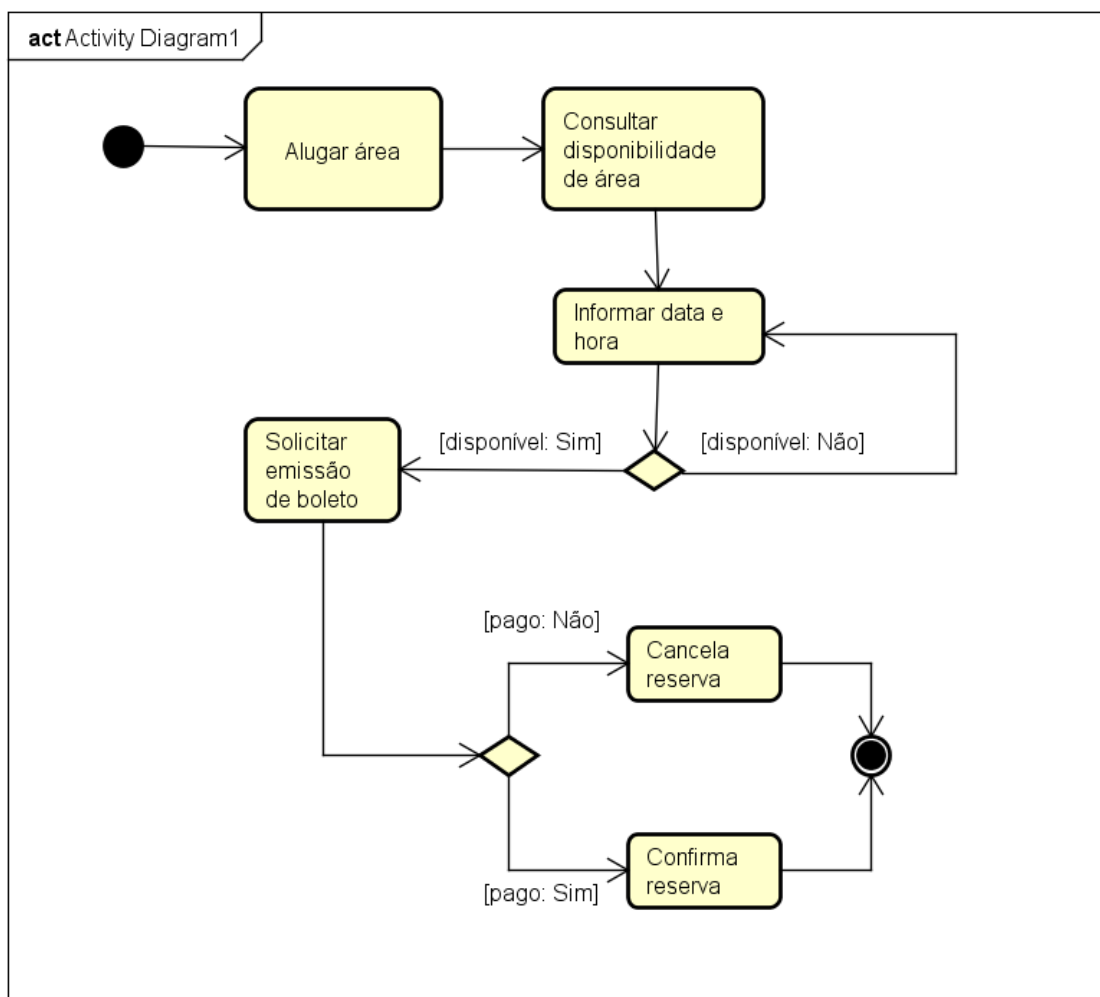 act Activity Diagram1
Alugar área
Consultar
disponibilidade
de área
Informar data e
hora
Solicitar
emissão
de boleto
[disponível: Sim]
[disponível: Não]
[pago: Não]
Cancela
reserva
Confirma
reserva
[pago: Sim]